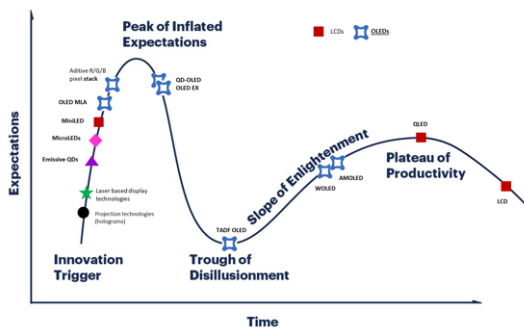 Peak of Inflated
Expectations
LCDs
OLEDs
Aditive R/G/B
pixel stack
QD-OLED
OLED EX
OLED MLA
MiniLED
MicroLEDs
Emissive QDs
Laser based display
technologies
Projection technologies
(holograms)
Innovation
Trigger
TADF OLED
Trough of
Disillusionment
Slope of Enlightenment
WOLED
AMOLED
QLED
Plateau of
Productivity
LCD
Expectations
Time